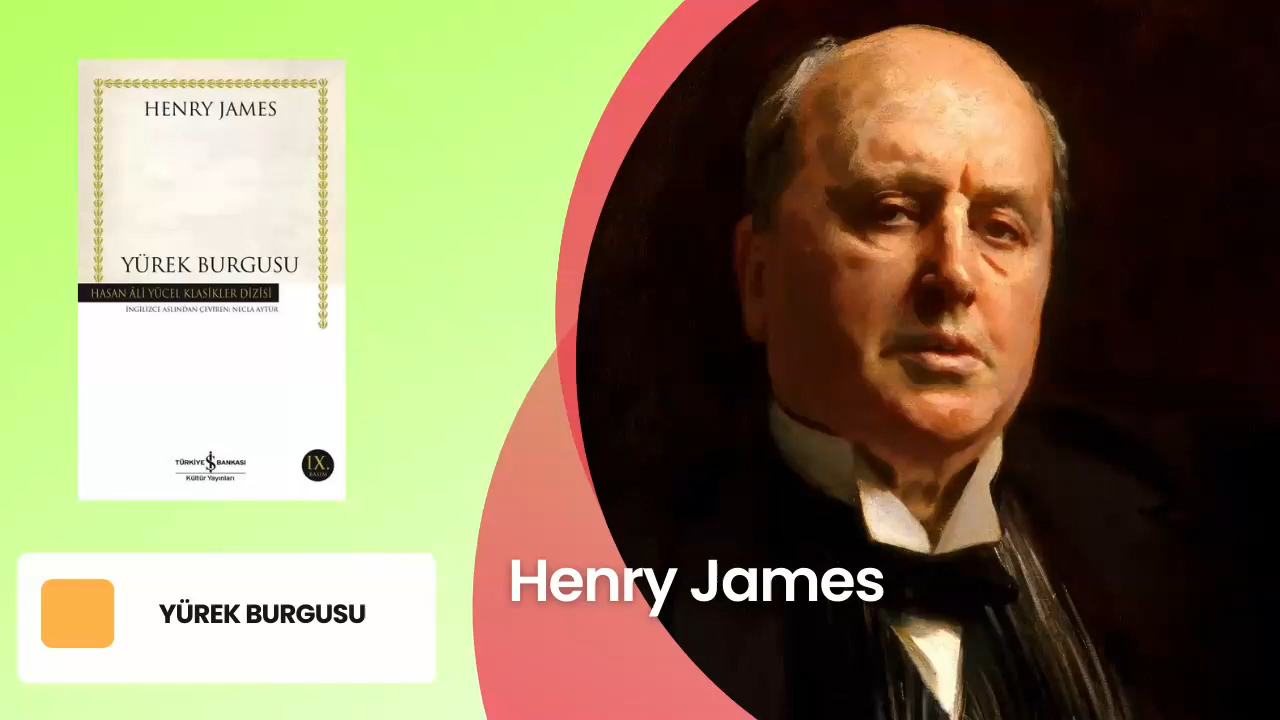 HENRY JAMES
YÜREK BURGUSU
HASAN ÂLİ YÜCEL KLASİKLER DİZİSİ
İNGİLİZCE ASLINDAN ÇEVİREN: NECLA AYTÜR
TÜRKİYE İŞ BANKASI
Kültür Yayınları
IX.
BASIM
YÜREK BURGUSU
Henry James